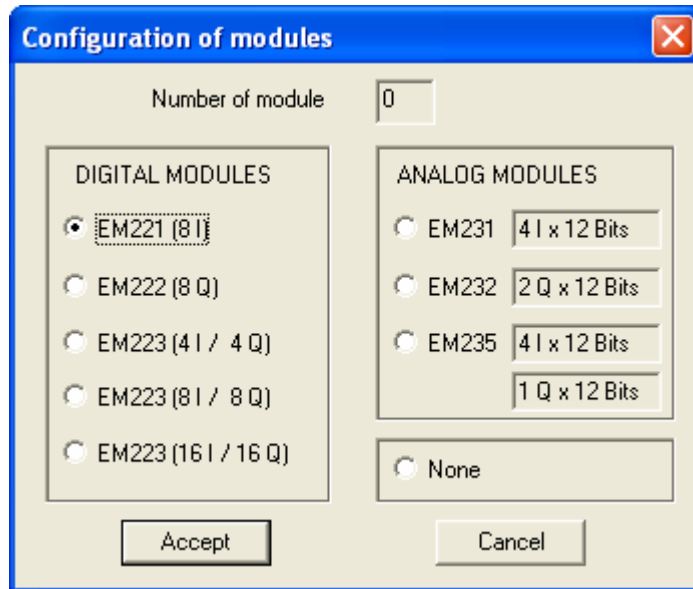 Configuration of modules
Number of module 0
DIGITAL MODULES
EM221 (8 I)
EM222 (8 Q)
EM223 (4 I / 4 Q)
EM223 (8 I / 8 Q)
EM223 (16 I / 16 Q)
ANALOG MODULES
EM231 4 I x 12 Bits
EM232 2 Q x 12 Bits
EM235 4 I x 12 Bits
1 Q x 12 Bits
None
Accept
Cancel